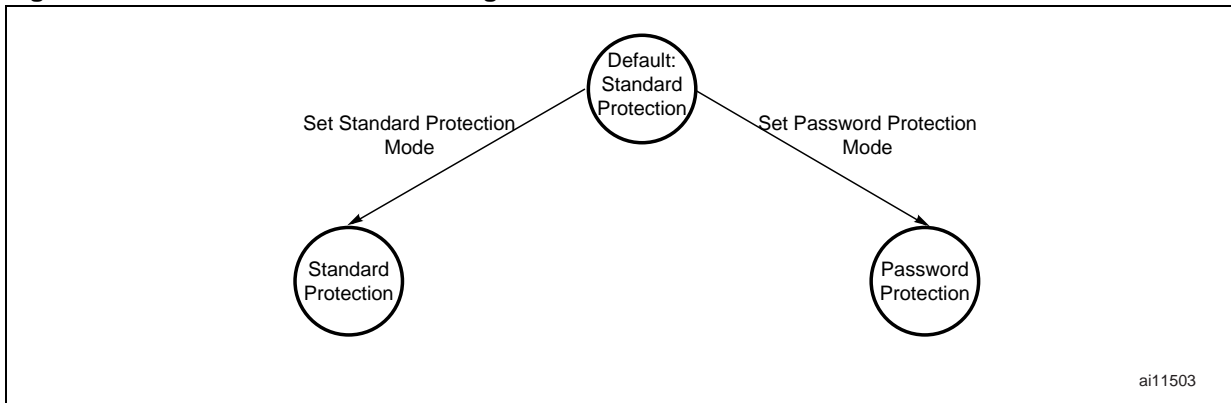 Default:
Standard
Protection
Set Standard Protection
Mode
Set Password Protection
Mode
Standard
Protection
Password
Protection
ai11503